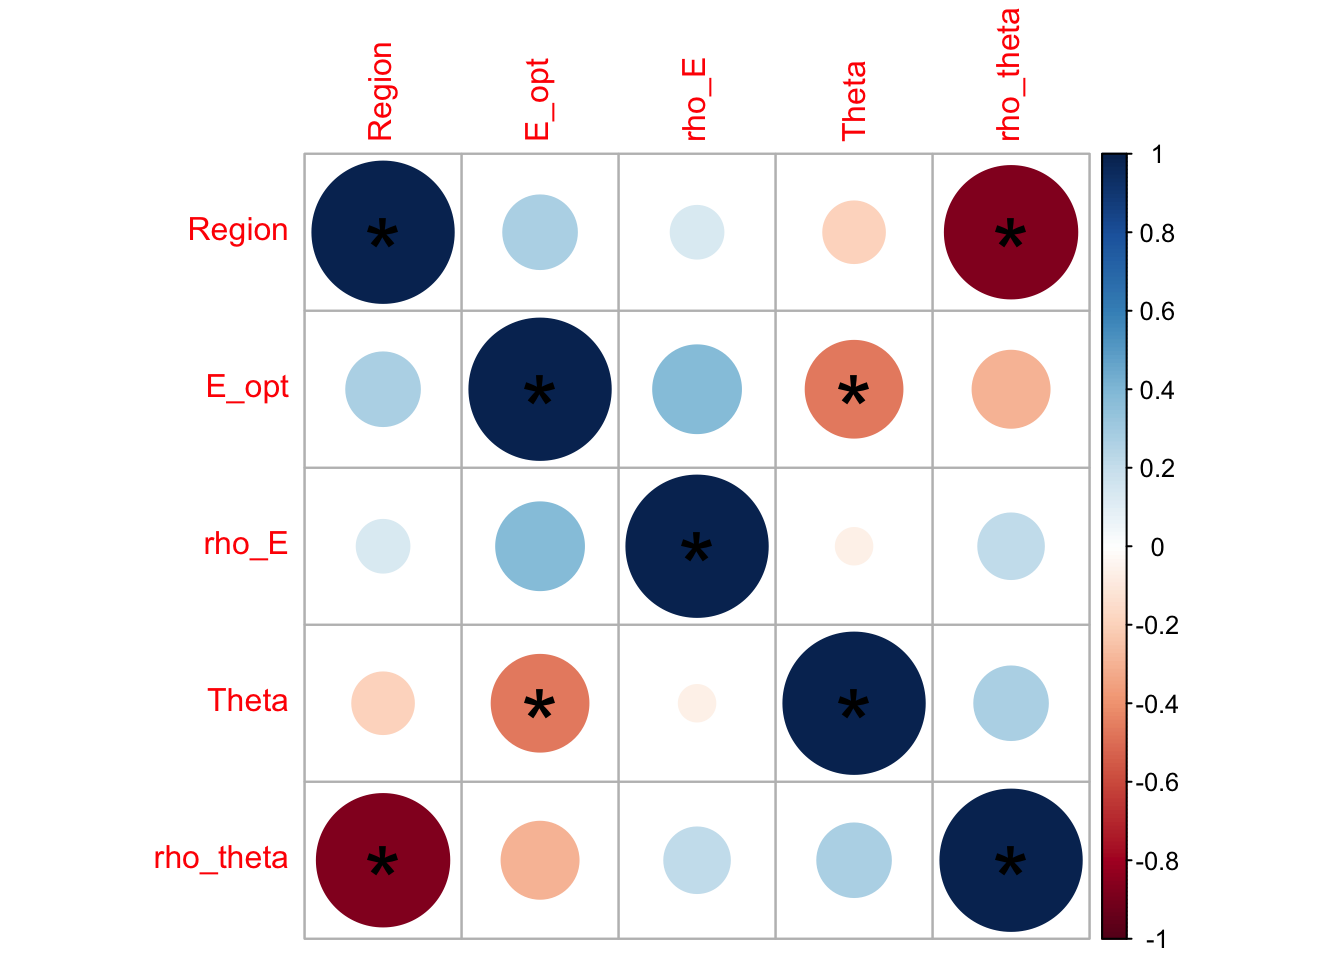 Region
E_opt
rho_E
Theta
rho_theta
Region
*
*
E_opt
*
*
rho_E
*
Theta
*
*
rho_theta
*
*
1
0.8
0.6
0.4
0.2
0
-0.2
-0.4
-0.6
-0.8
-1